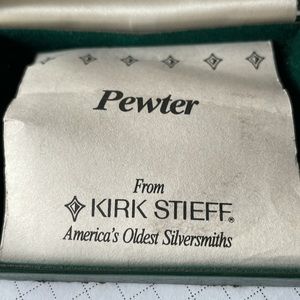 Pewter
From
KIRK STIEFF®
America's Oldest Silversmiths